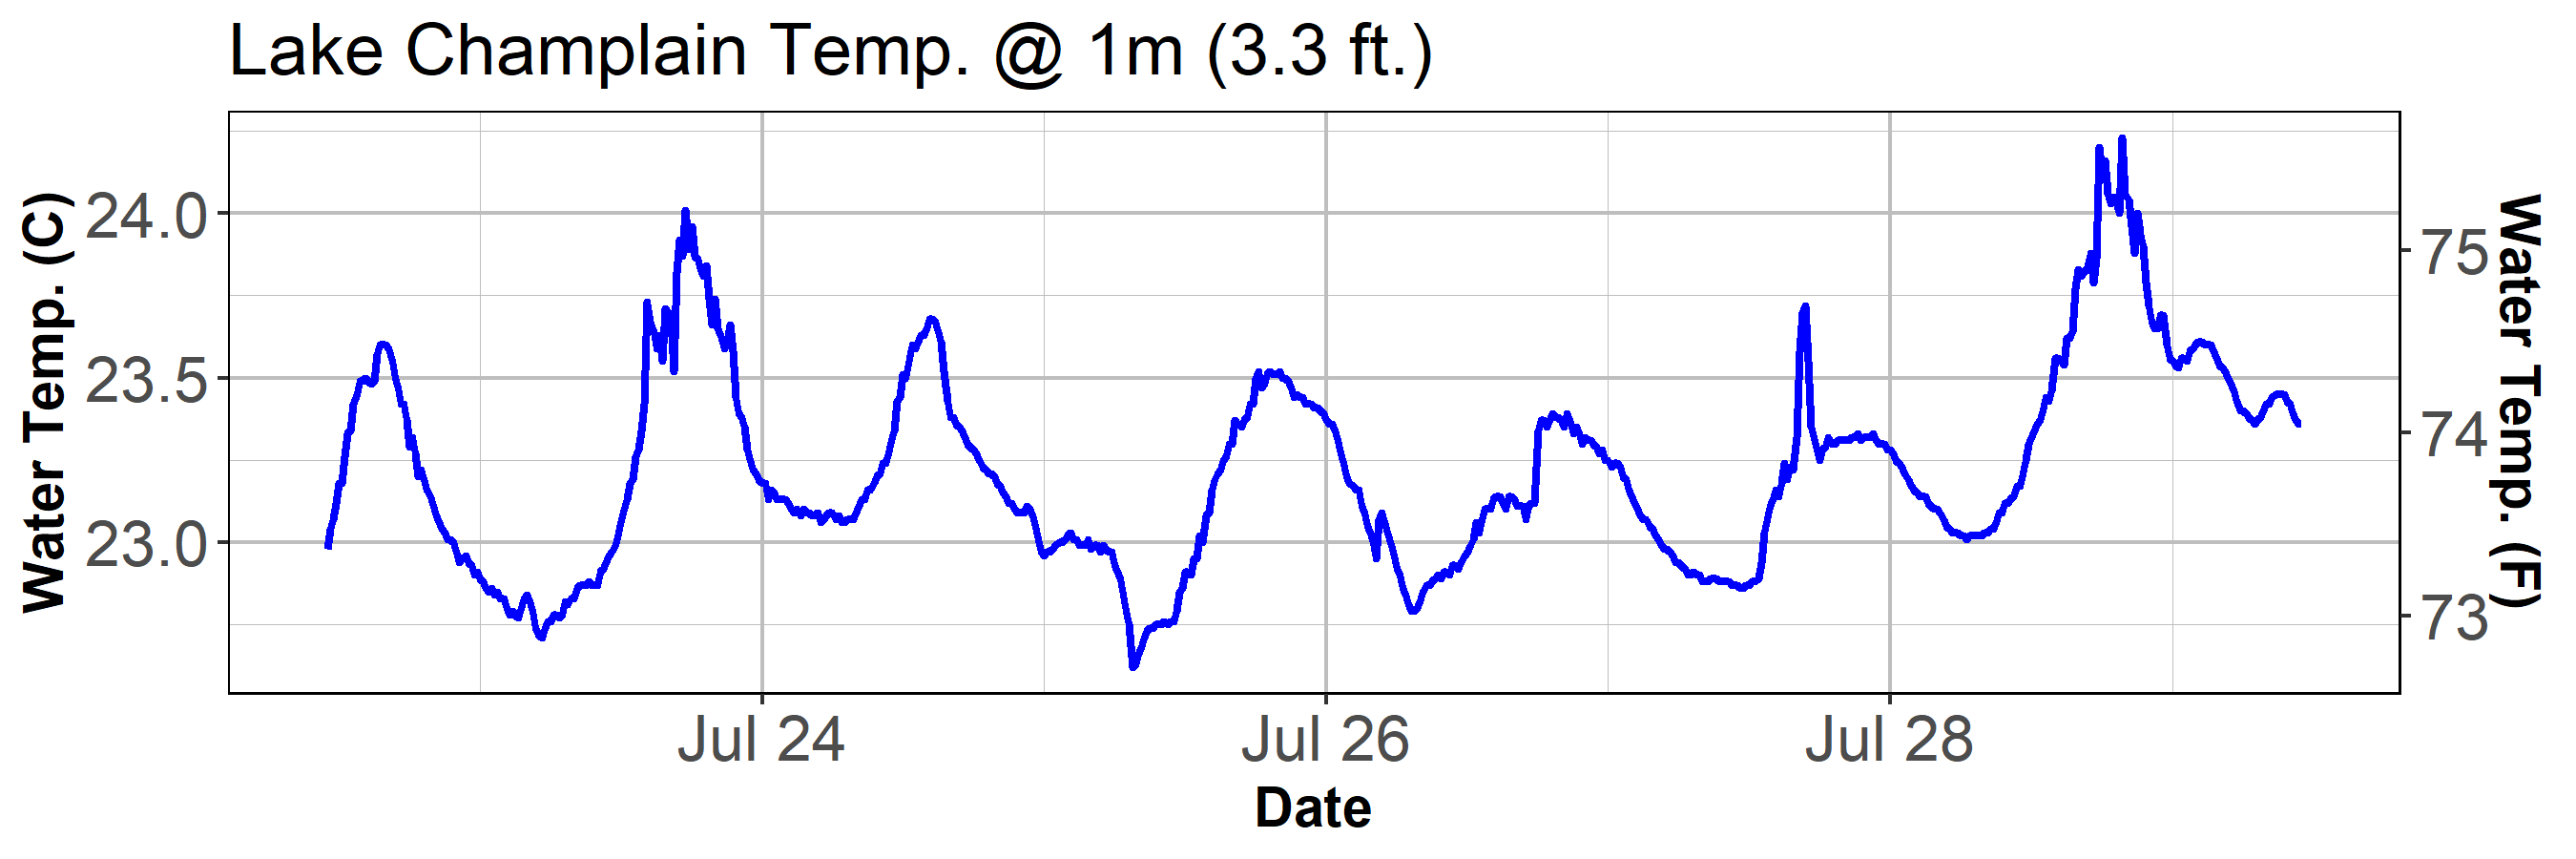 Lake Champlain Temp. @ 1m (3.3 ft.)
Water Temp. (C)
24.0
23.5
23.0
75
74
73
Water Temp. (F)
Jul 24
Jul 26
Jul 28
Date